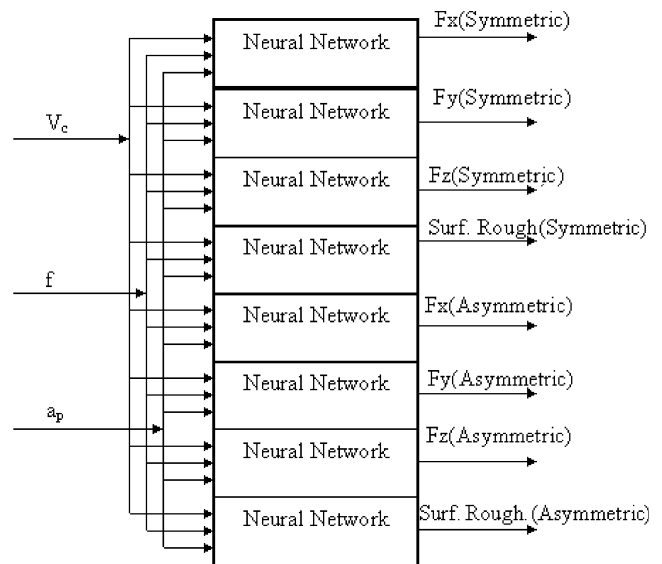 Fx(Symmetric)
Neural Network
Fy(Symmetric)
Neural Network
Vc
Fz(Symmetric)
Neural Network
Surf. Rough(Symmetric)
Neural Network
f
Fx(Asymmetric)
Neural Network
Fy(Asymmetric)
Neural Network
ap
Fz(Asymmetric)
Neural Network
Surf. Rough. (Asymmetric)
Neural Network